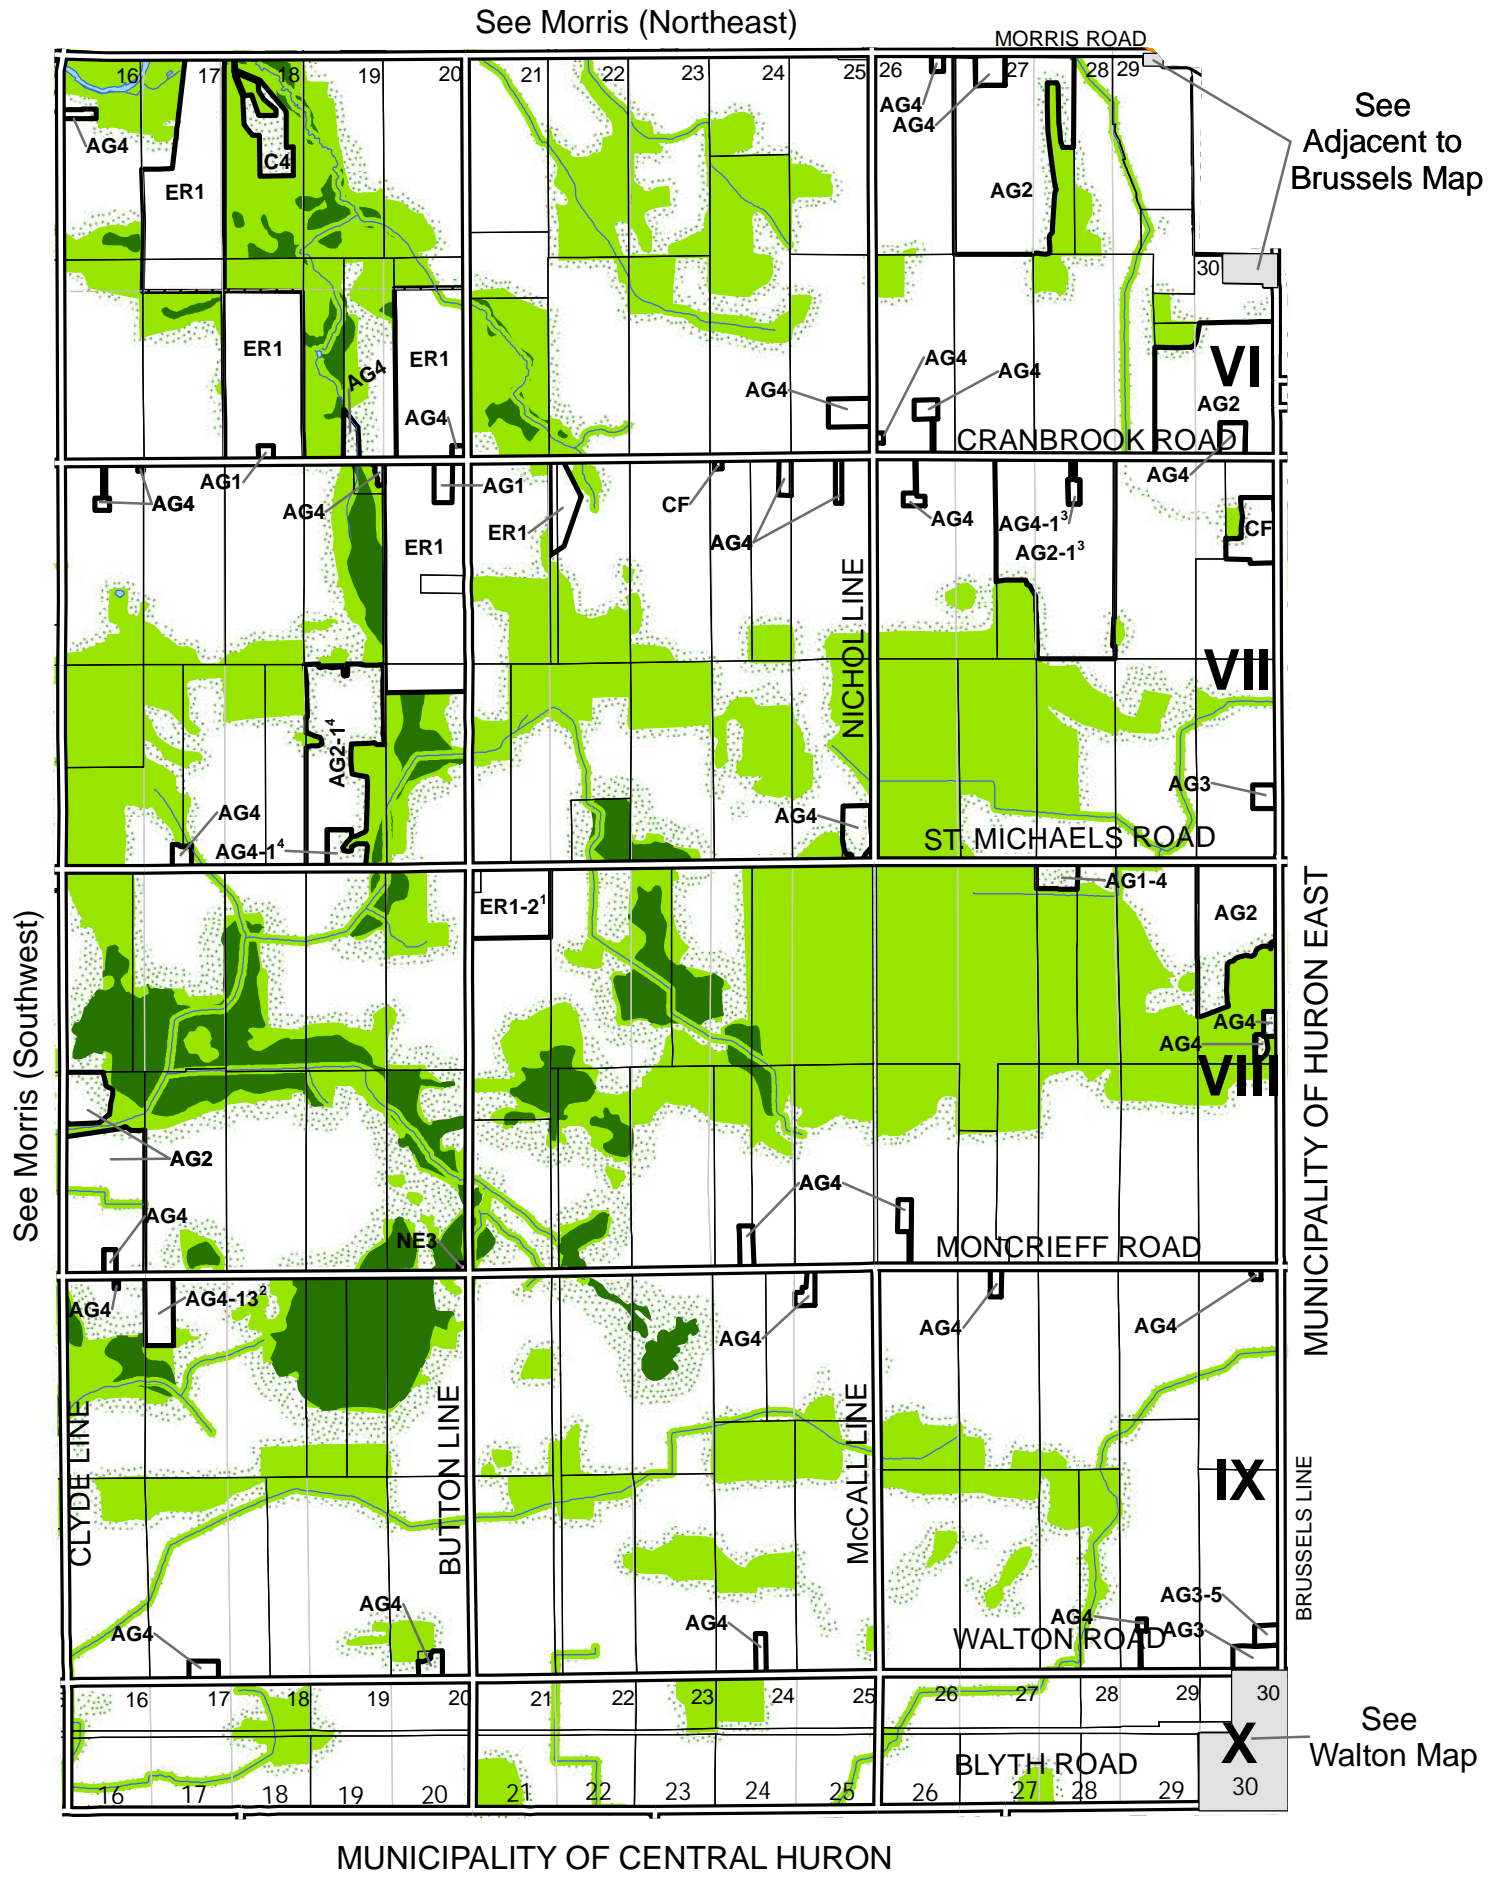 See Morris (Northeast)
MORRIS ROAD
16 17 18 19 20 21 22 23 24 25 26 27 28 29
See
Adjacent to
Brussels Map
AG4
AG4
AG4
C4
ER1
AG2
30
ER1
AG4
ER1
AG4
AG4
AG4
AG4
VI
AG2
CRANBROOK ROAD
AG1
AG4
AG4
AG1
ER1
ER1
CF
AG4
AG4
AG4-1³
AG2-1³
AG4
CF
NICHOL LINE
VII
AG2-1⁴
AG4
AG4-1⁴
AG4
AG3
ST. MICHAELS ROAD
ER1-2¹
AG1-4
AG2
AG4
AG4
VIII
See Morris (Southwest)
MUNICIPALITY OF HURON EAST
AG2
AG4
NE3
AG4
MONCRIEFF ROAD
AG4
AG4-13²
AG4
AG4
AG4
CLYDE LINE
BUTTON LINE
McCALL LINE
IX
BRUSSELS LINE
AG4
AG4
AG4
AG4
AG3-5
AG3
WALTON ROAD
16 17 18 19 20 21 22 23 24 25 26 27 28 29 30
X
See
Walton Map
BLYTH ROAD
16 17 18 19 20 21 22 23 24 25 26 27 28 29 30
MUNICIPALITY OF CENTRAL HURON